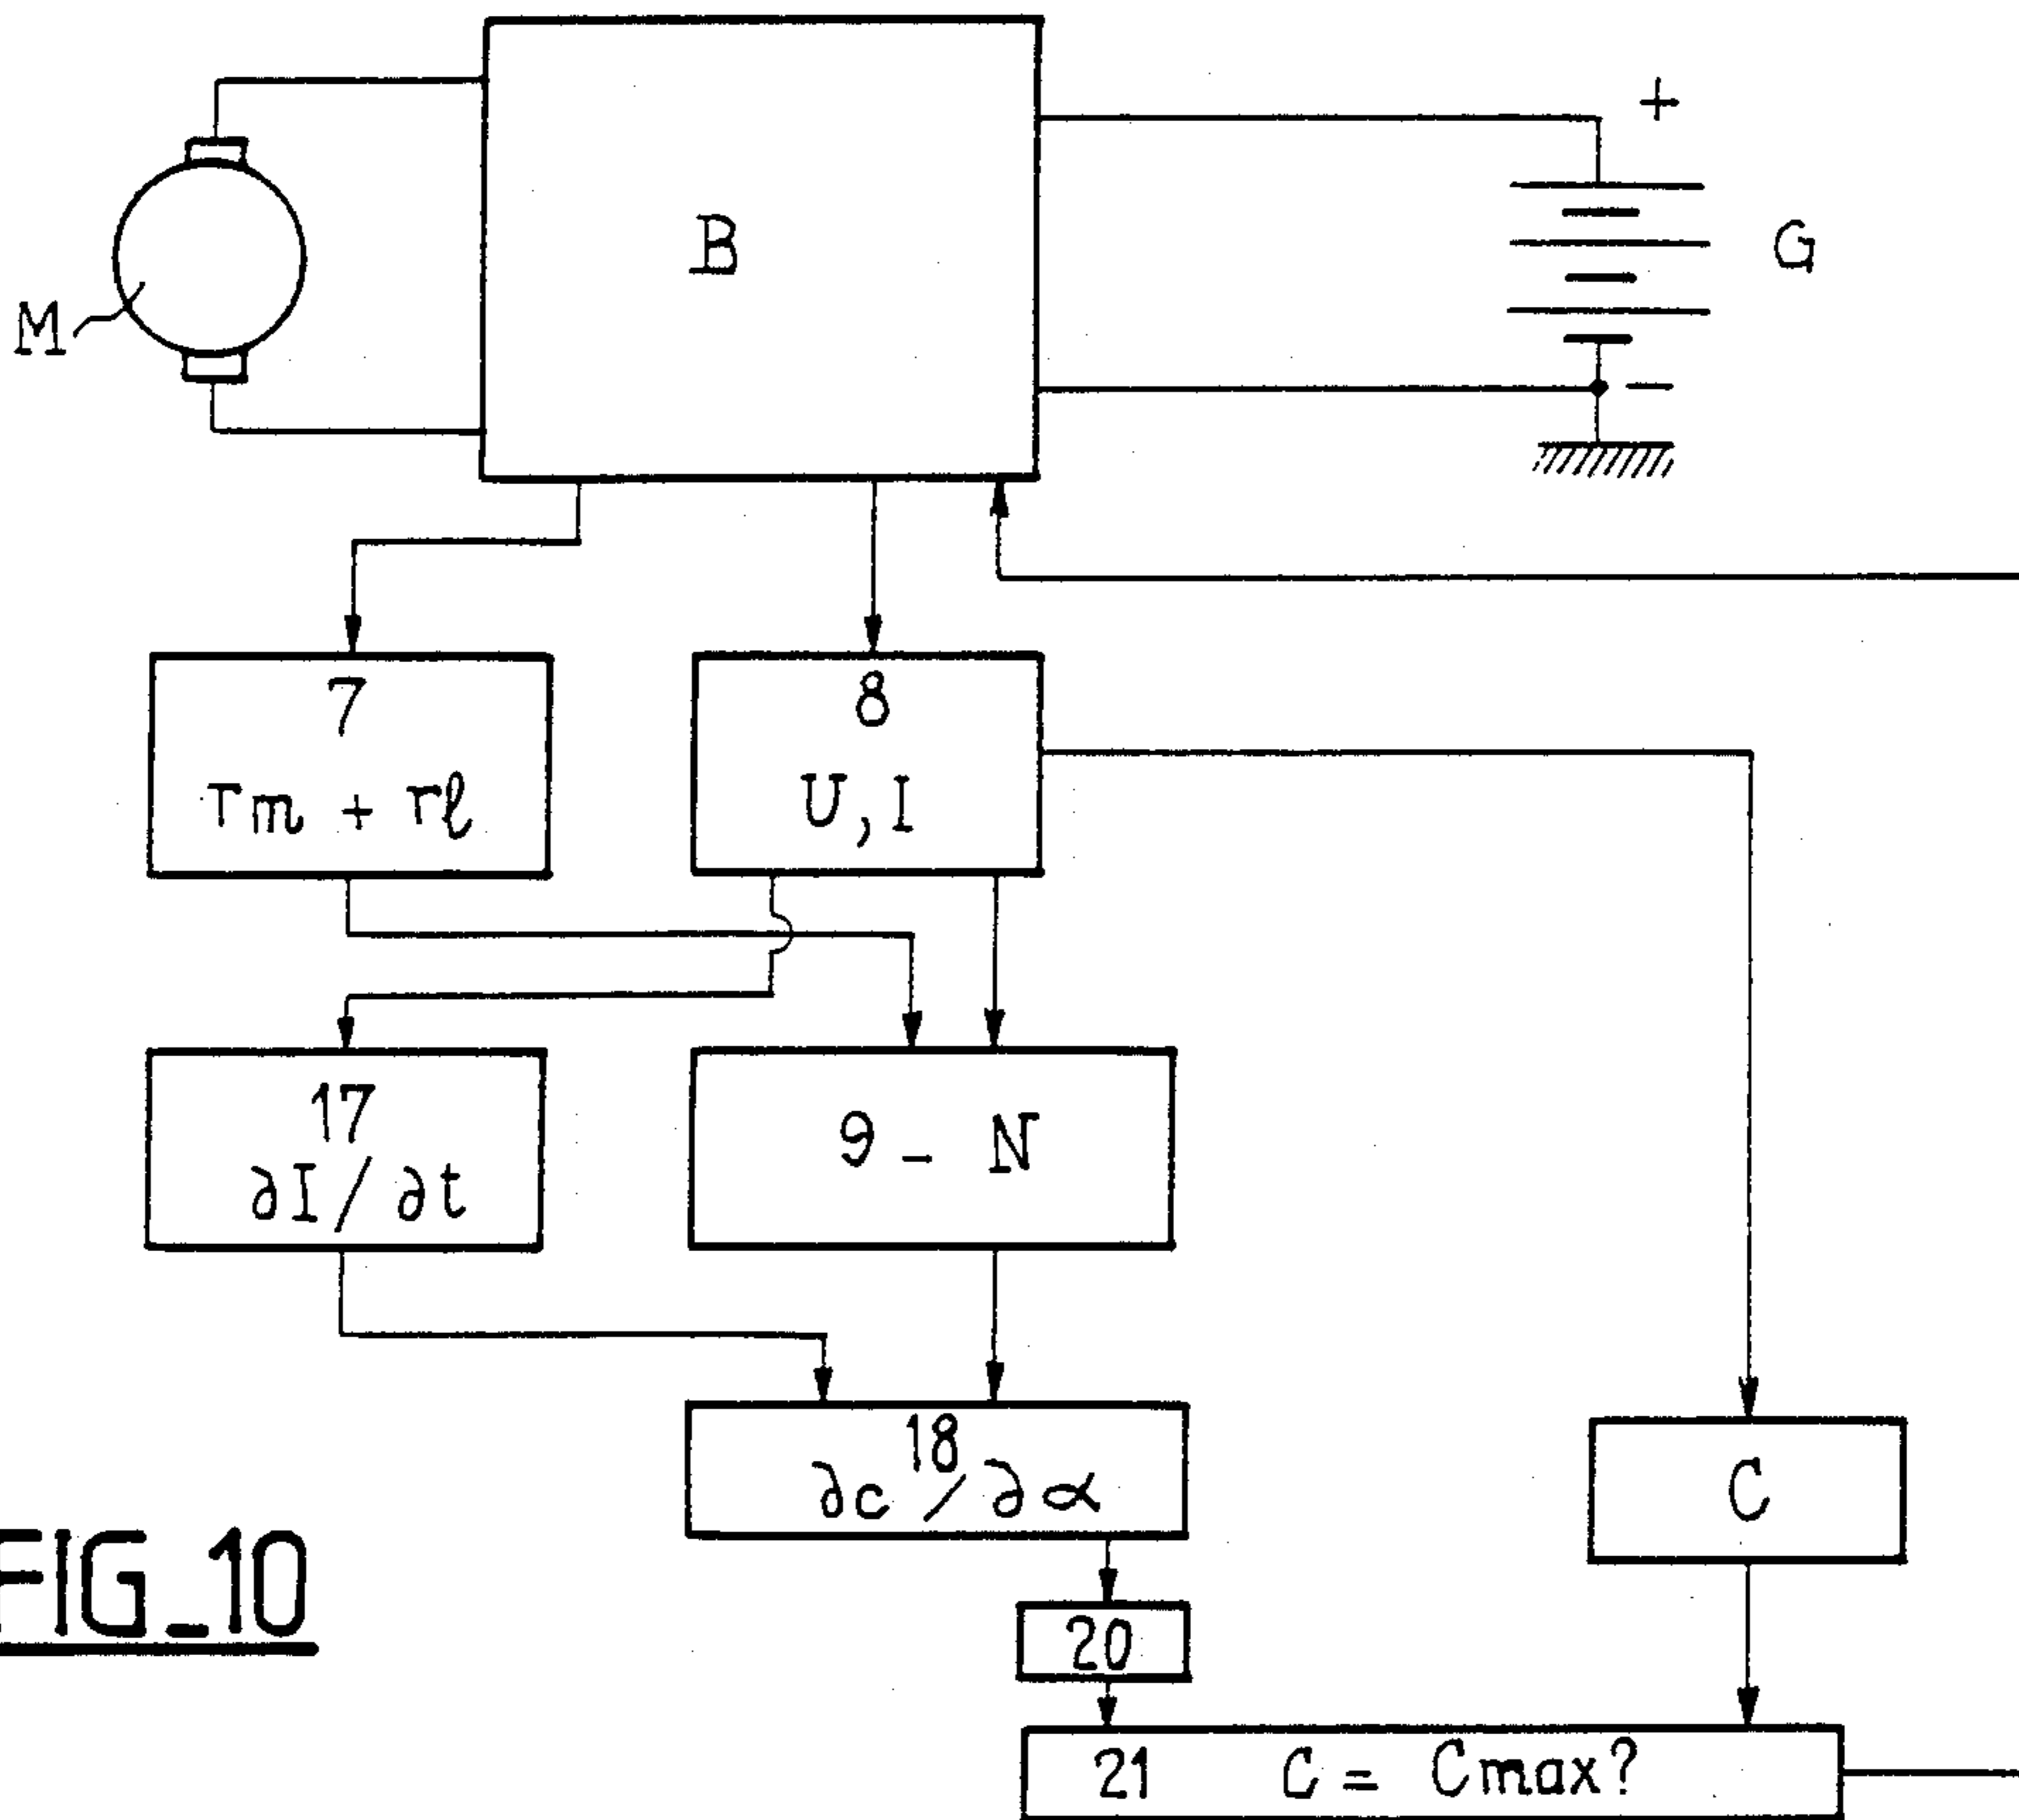 B
+
G
M
−
7
rm + rℓ
8
U, I
17
∂I/∂t
9 - N
18
∂c/∂α
C
20
21 C = Cmax?
FIG_10